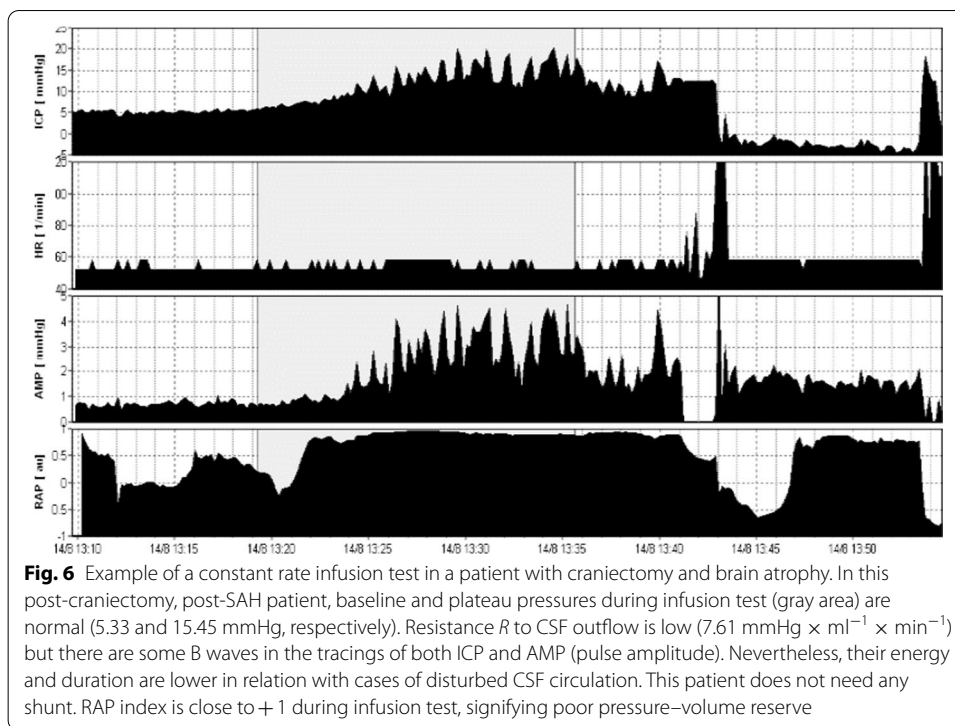 25
20
15
10
5
0
5
ICP [ mmHg]
20
00
80
60
40
HR [ 1/min]
5
4
3
2
1
0
AMP [ mmHg]
1
0.5
0
-0.5
-1
RAP [ au]
14/8 13:10 14/8 13:15 14/8 13:20 14/8 13:25 14/8 13:30 14/8 13:35 14/8 13:40 14/8 13:45 14/8 13:50
Fig. 6 Example of a constant rate infusion test in a patient with craniectomy and brain atrophy. In this
post-craniectomy, post-SAH patient, baseline and plateau pressures during infusion test (gray area) are
normal (5.33 and 15.45 mmHg, respectively). Resistance R to CSF outflow is low (7.61 mmHg × ml−1 × min−1)
but there are some B waves in the tracings of both ICP and AMP (pulse amplitude). Nevertheless, their energy
and duration are lower in relation with cases of disturbed CSF circulation. This patient does not need any
shunt. RAP index is close to + 1 during infusion test, signifying poor pressure–volume reserve